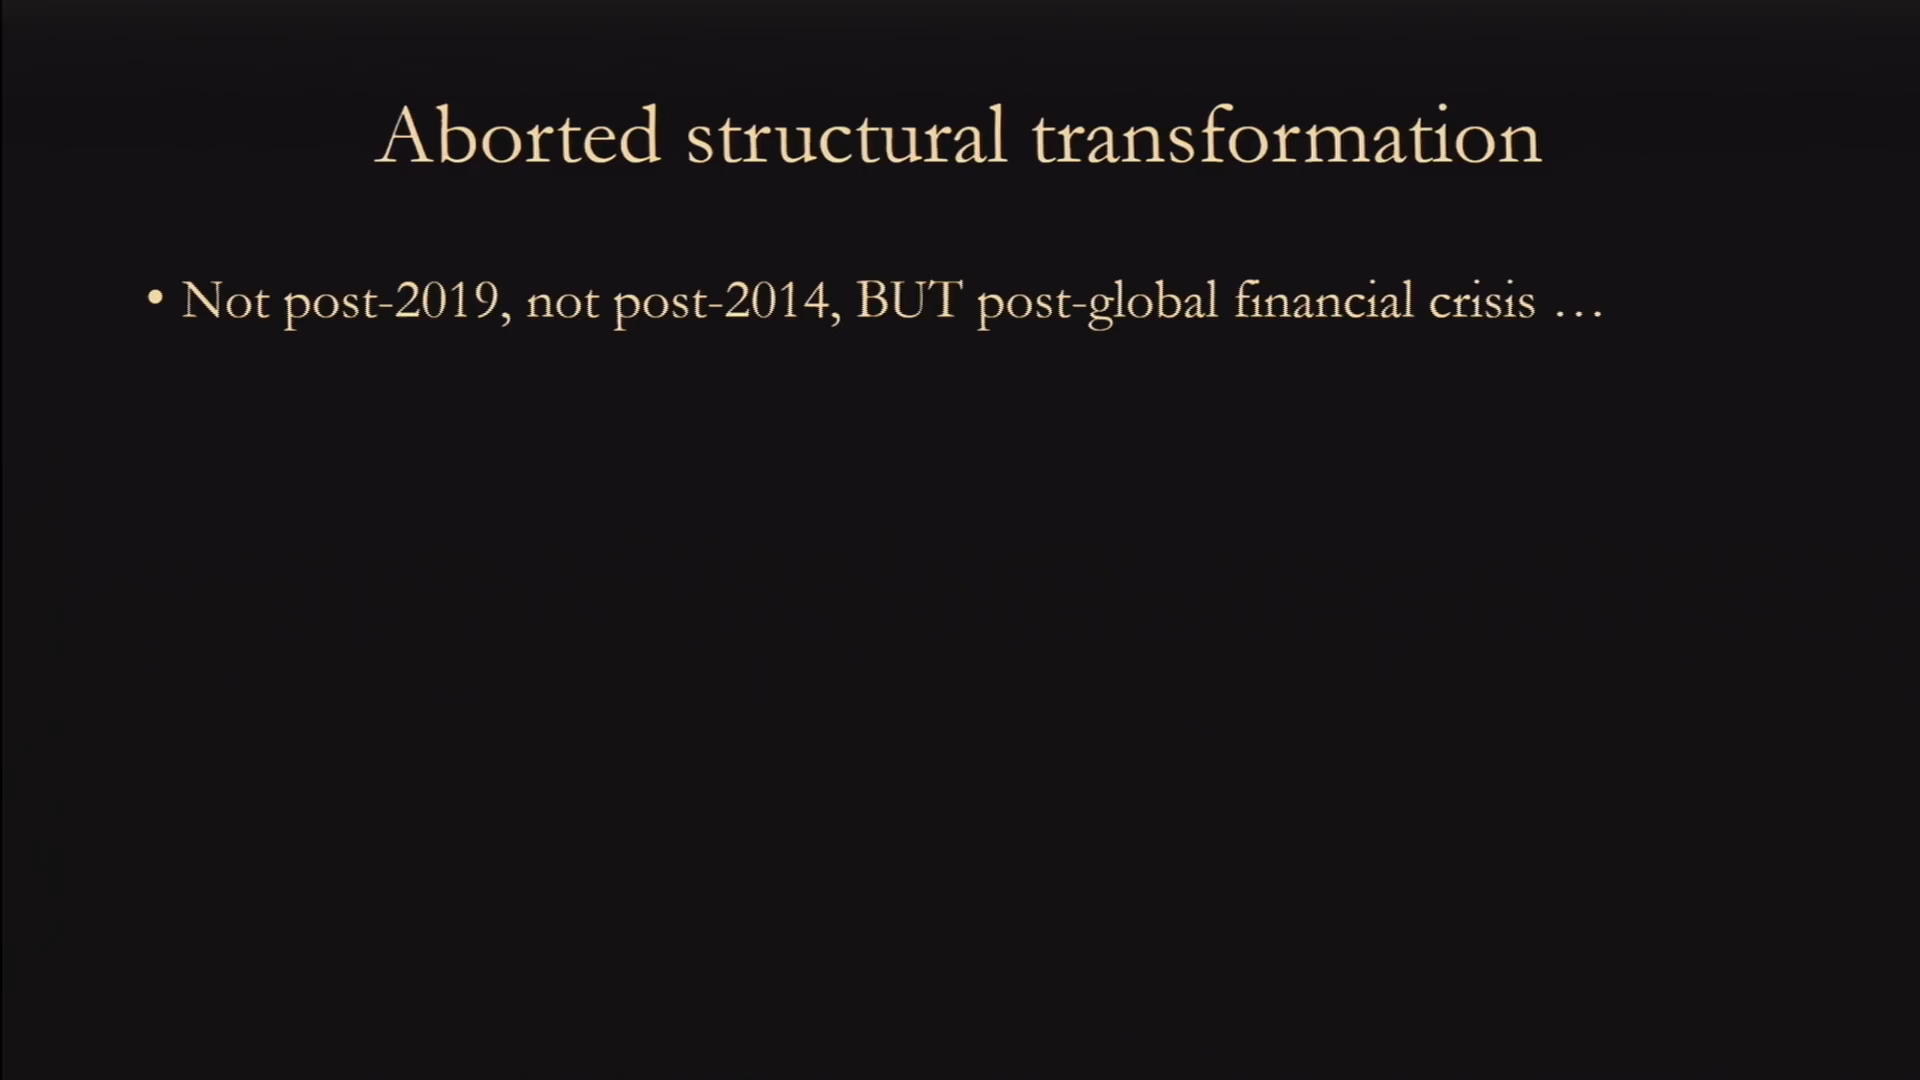 Aborted structural transformation
• Not post-2019, not post-2014, BUT post-global financial crisis …